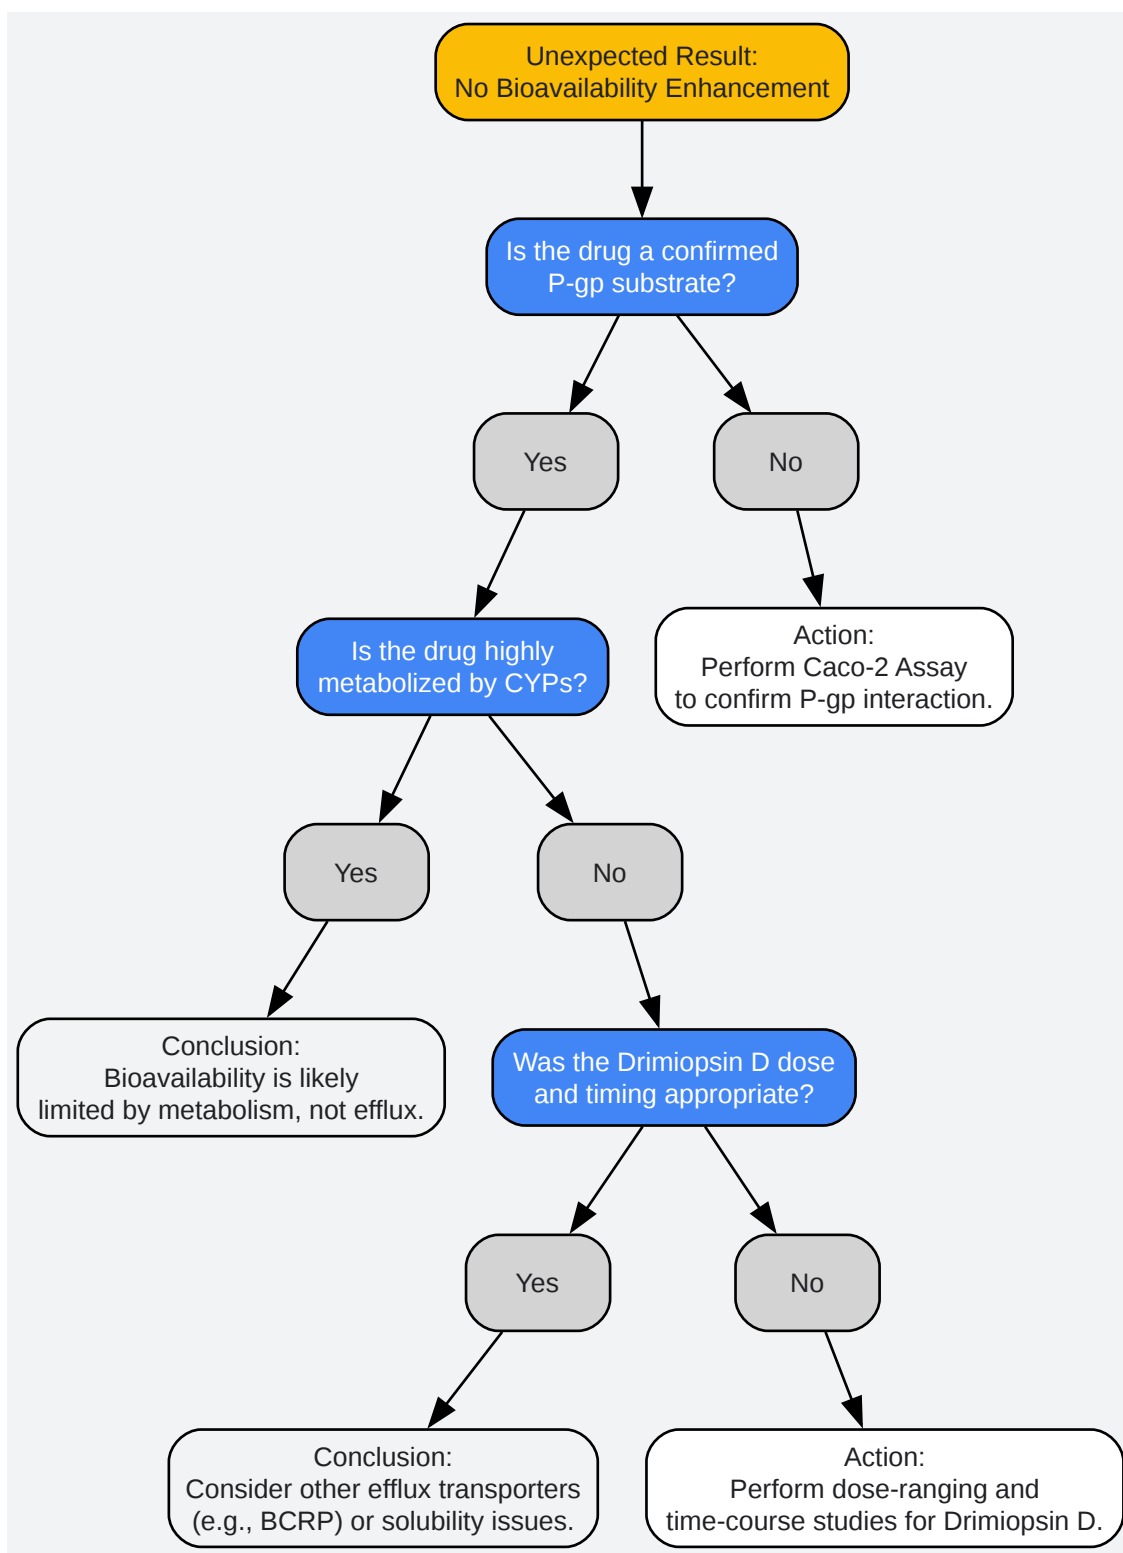 Unexpected Result:
No Bioavailability Enhancement
Is the drug a confirmed
P-gp substrate?
Yes
No
Is the drug highly
metabolized by CYPs?
Action:
Perform Caco-2 Assay
to confirm P-gp interaction.
Yes
No
Conclusion:
Bioavailability is likely
limited by metabolism, not efflux.
Was the Drimiopsin D dose
and timing appropriate?
Yes
No
Conclusion:
Consider other efflux transporters
(e.g., BCRP) or solubility issues.
Action:
Perform dose-ranging and
time-course studies for Drimiopsin D.